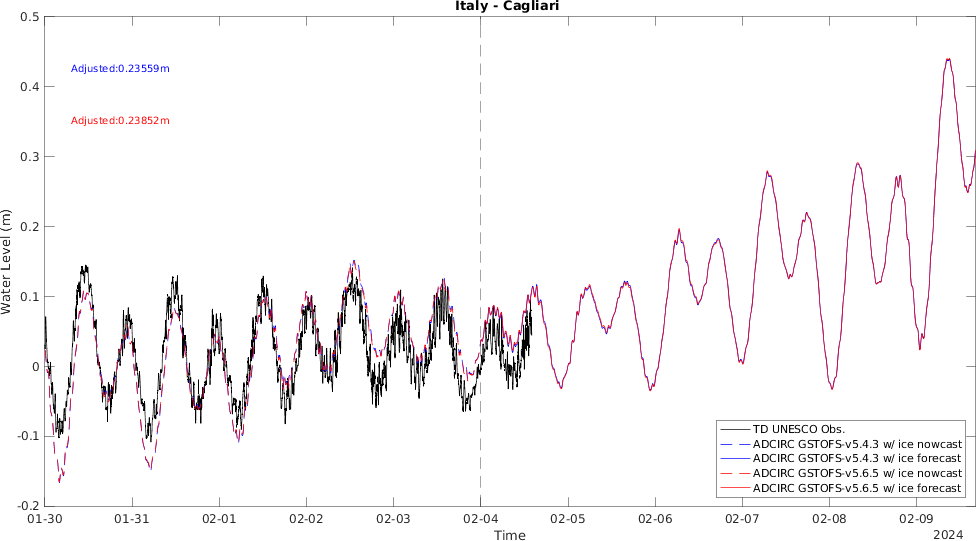 Italy - Cagliari
0.5
0.4
0.3
0.2
0.1
0
-0.1
-0.2
Water Level (m)
Adjusted:0.23559m
Adjusted:0.23852m
TD UNESCO Obs.
ADCIRC GSTOFS-v5.4.3 w/ ice nowcast
ADCIRC GSTOFS-v5.4.3 w/ ice forecast
ADCIRC GSTOFS-v5.6.5 w/ ice nowcast
ADCIRC GSTOFS-v5.6.5 w/ ice forecast
01-30 01-31 02-01 02-02 02-03 02-04 02-05 02-06 02-07 02-08 02-09
Time
2024